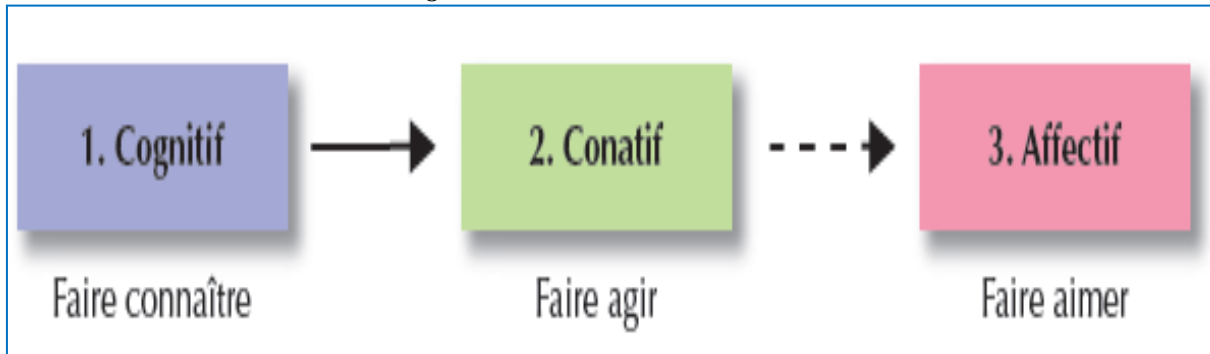 1. Cognitif
2. Conatif
3. Affectif
Faire connaître
Faire agir
Faire aimer